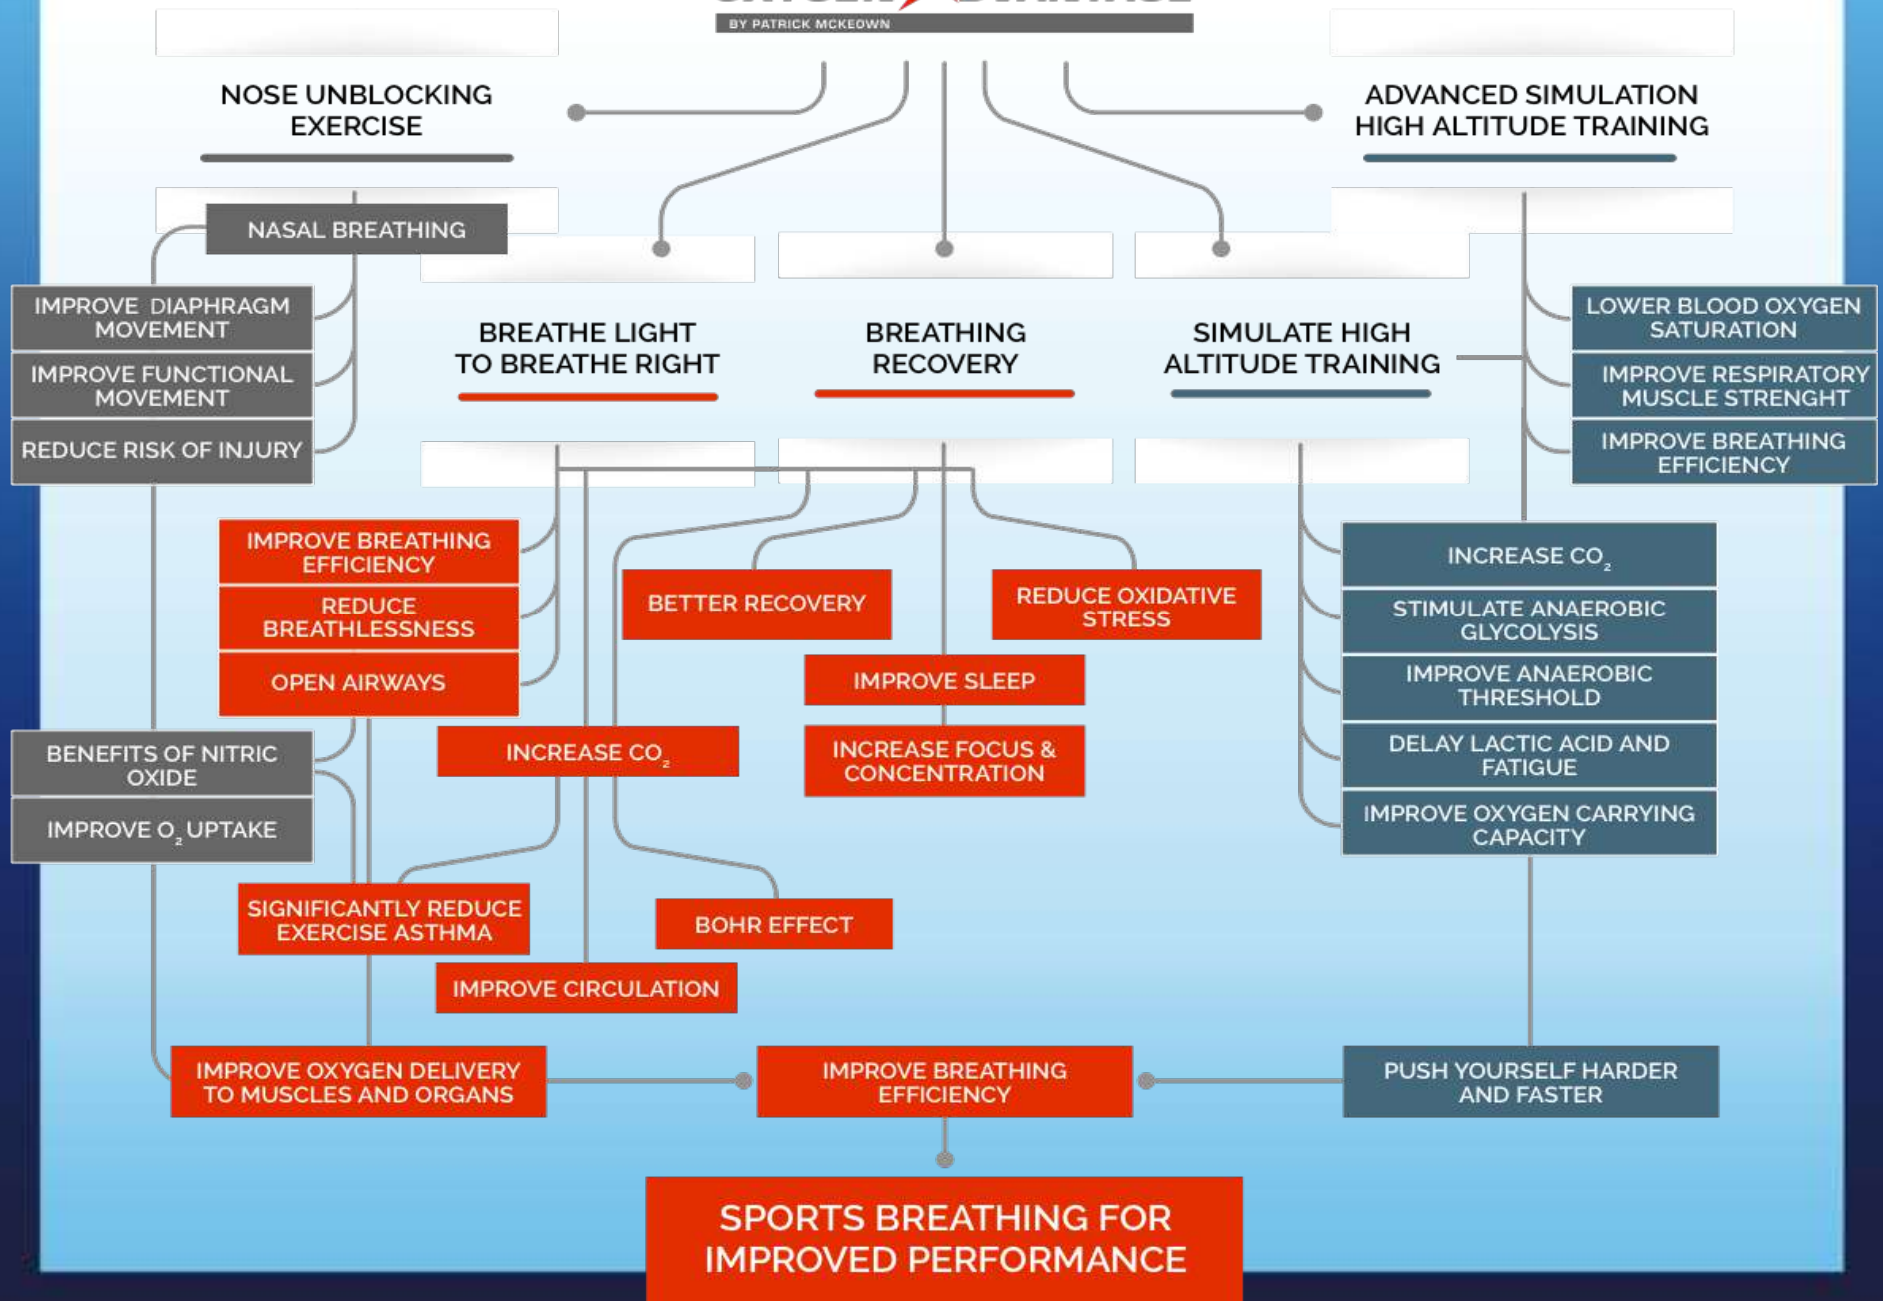 BY PATRICK MCKEOWN
NOSE UNBLOCKING
EXERCISE
ADVANCED SIMULATION
HIGH ALTITUDE TRAINING
NASAL BREATHING
IMPROVE DIAPHRAGM
MOVEMENT
IMPROVE FUNCTIONAL
MOVEMENT
REDUCE RISK OF INJURY
BREATHE LIGHT
TO BREATHE RIGHT
BREATHING
RECOVERY
SIMULATE HIGH
ALTITUDE TRAINING
LOWER BLOOD OXYGEN
SATURATION
IMPROVE RESPIRATORY
MUSCLE STRENGHT
IMPROVE BREATHING
EFFICIENCY
IMPROVE BREATHING
EFFICIENCY
REDUCE
BREATHLESSNESS
OPEN AIRWAYS
BETTER RECOVERY
REDUCE OXIDATIVE
STRESS
IMPROVE SLEEP
INCREASE FOCUS &
CONCENTRATION
INCREASE CO₂
INCREASE CO₂
STIMULATE ANAEROBIC
GLYCOLYSIS
IMPROVE ANAEROBIC
THRESHOLD
DELAY LACTIC ACID AND
FATIGUE
IMPROVE OXYGEN CARRYING
CAPACITY
BENEFITS OF NITRIC
OXIDE
IMPROVE O₂ UPTAKE
SIGNIFICANTLY REDUCE
EXERCISE ASTHMA
BOHR EFFECT
IMPROVE CIRCULATION
IMPROVE OXYGEN DELIVERY
TO MUSCLES AND ORGANS
IMPROVE BREATHING
EFFICIENCY
PUSH YOURSELF HARDER
AND FASTER
SPORTS BREATHING FOR
IMPROVED PERFORMANCE